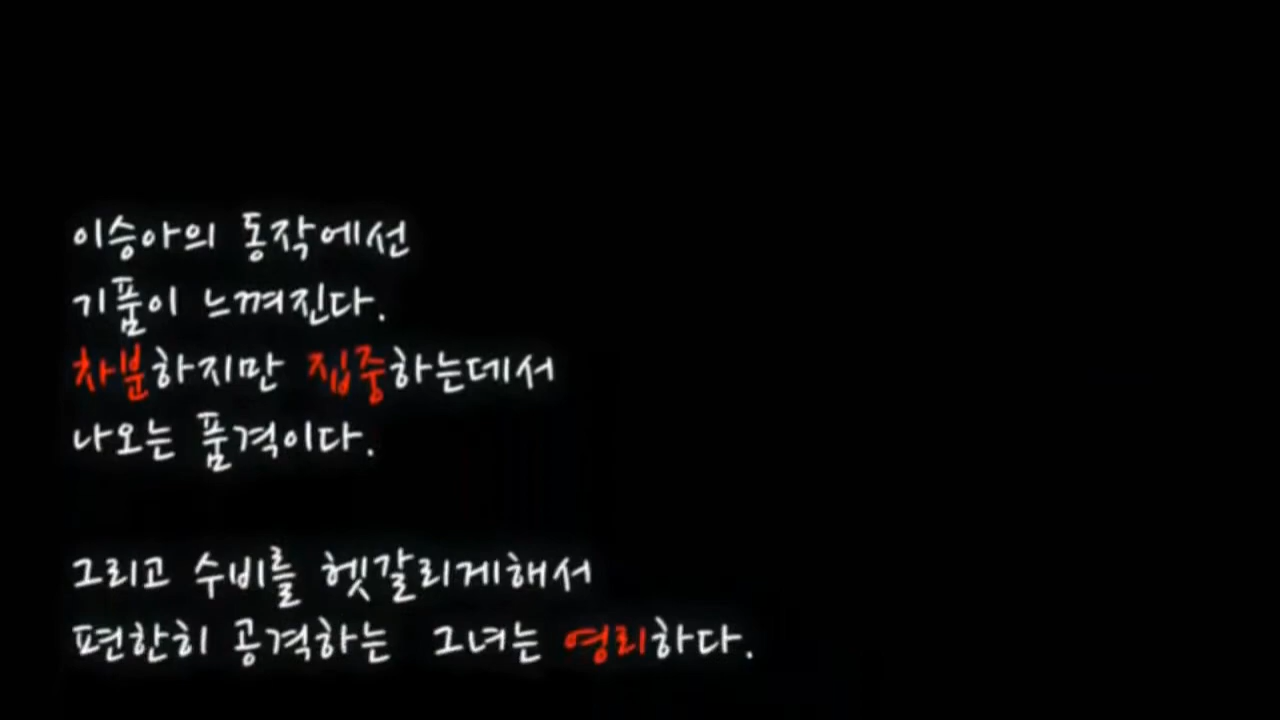 이승아의 동작에선
기품이 느껴진다.
차분하지만 집중하는데서
나오는 품격이다.
그리고 수비를 헷갈리게해서
편한히 공격하는 그녀는 영리하다.